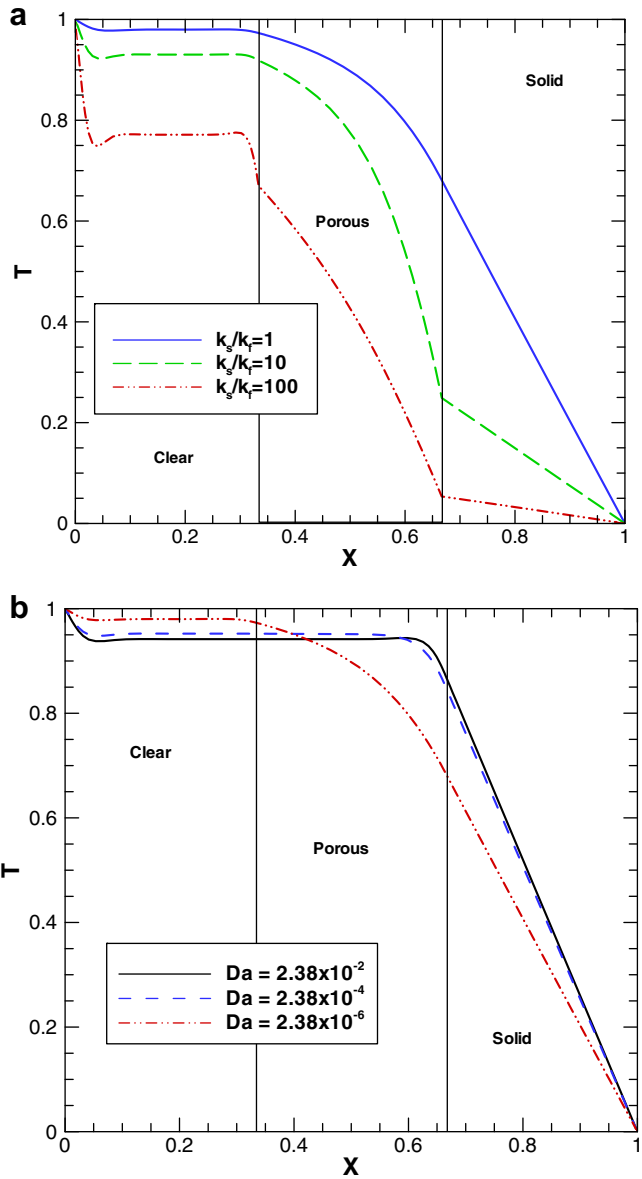 a
1
0.8
0.6
0.4
0.2
0
T
Solid
Porous
Clear
k_s/k_f=1
k_s/k_f=10
k_s/k_f=100
0 0.2 0.4 0.6 0.8 1
X
b
1
0.8
0.6
0.4
0.2
0
T
Clear
Porous
Solid
Da = 2.38x10^-2
Da = 2.38x10^-4
Da = 2.38x10^-6
0 0.2 0.4 0.6 0.8 1
X